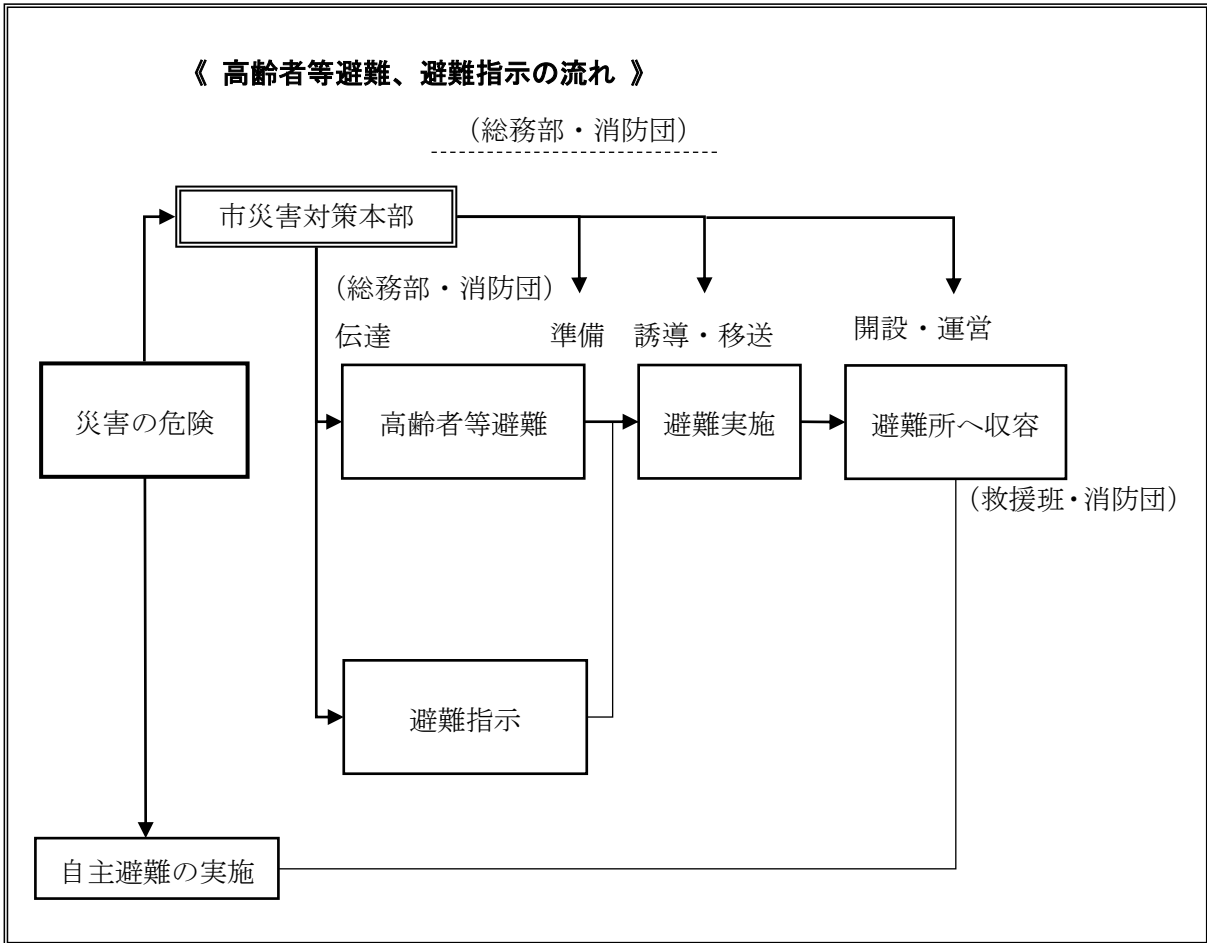 《 高齢者等避難、避難指示の流れ 》
（総務部・消防団）
市災害対策本部
（総務部・消防団）
伝達
準備
誘導・移送
開設・運営
災害の危険
高齢者等避難
避難実施
避難所へ収容
（救援班・消防団）
避難指示
自主避難の実施